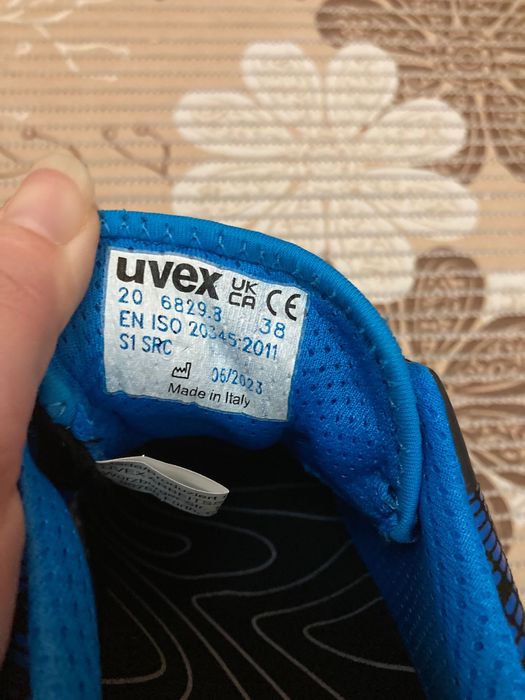 uvex UK CA CE
20 6829.8 38
EN ISO 20345:2011
S1 SRC
06/2023
Made in Italy